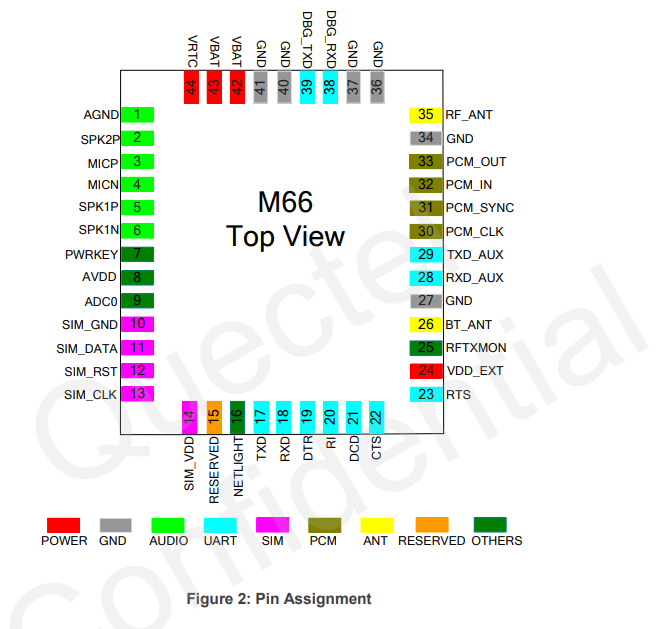 VRTC
VBAT
VBAT
GND
GND
DBG_TXD
DBG_RXD
GND
GND
44
43
42
41
40
39
38
37
36
AGND 1
SPK2P 2
MICP 3
MICN 4
SPK1P 5
SPK1N 6
PWRKEY 7
AVDD 8
ADC0 9
SIM_GND 10
SIM_DATA 11
SIM_RST 12
SIM_CLK 13
M66
Top View
35 RF_ANT
34 GND
33 PCM_OUT
32 PCM_IN
31 PCM_SYNC
30 PCM_CLK
29 TXD_AUX
28 RXD_AUX
27 GND
26 BT_ANT
25 RFTXMON
24 VDD_EXT
23 RTS
14
15
16
17
18
19
20
21
22
SIM_VDD
RESERVED
NETLIGHT
TXD
RXD
DTR
RI
DCD
CTS
POWER GND AUDIO UART SIM PCM ANT RESERVED OTHERS
Figure 2: Pin Assignment
Quectel
Confidential